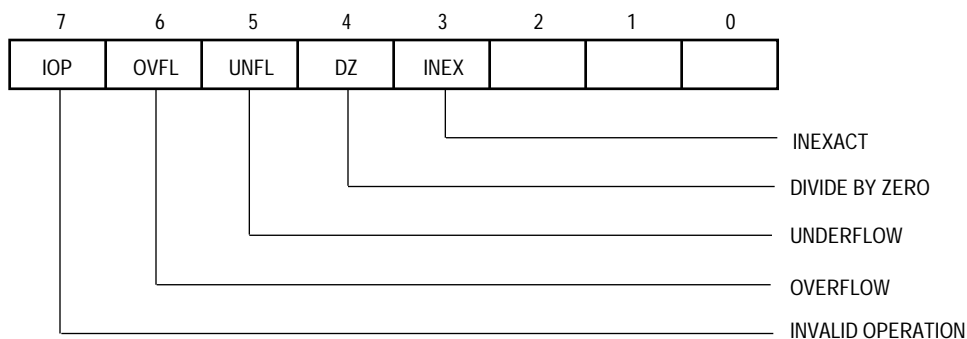 7 6 5 4 3 2 1 0
IOP OVFL UNFL DZ INEX
INEXACT
DIVIDE BY ZERO
UNDERFLOW
OVERFLOW
INVALID OPERATION